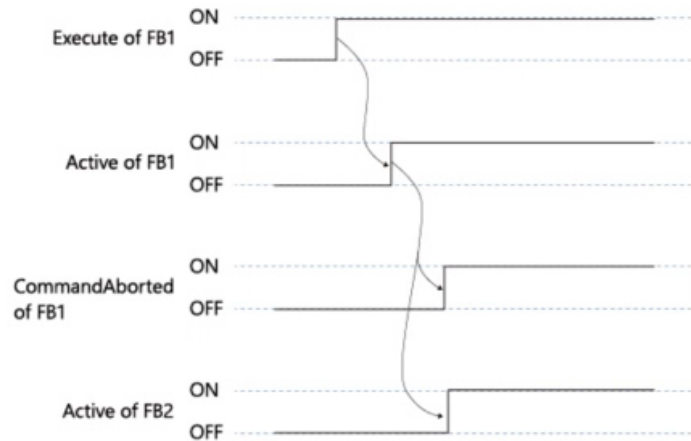 ON
Execute of FB1
OFF
ON
Active of FB1
OFF
ON
CommandAborted
of FB1
OFF
ON
Active of FB2
OFF